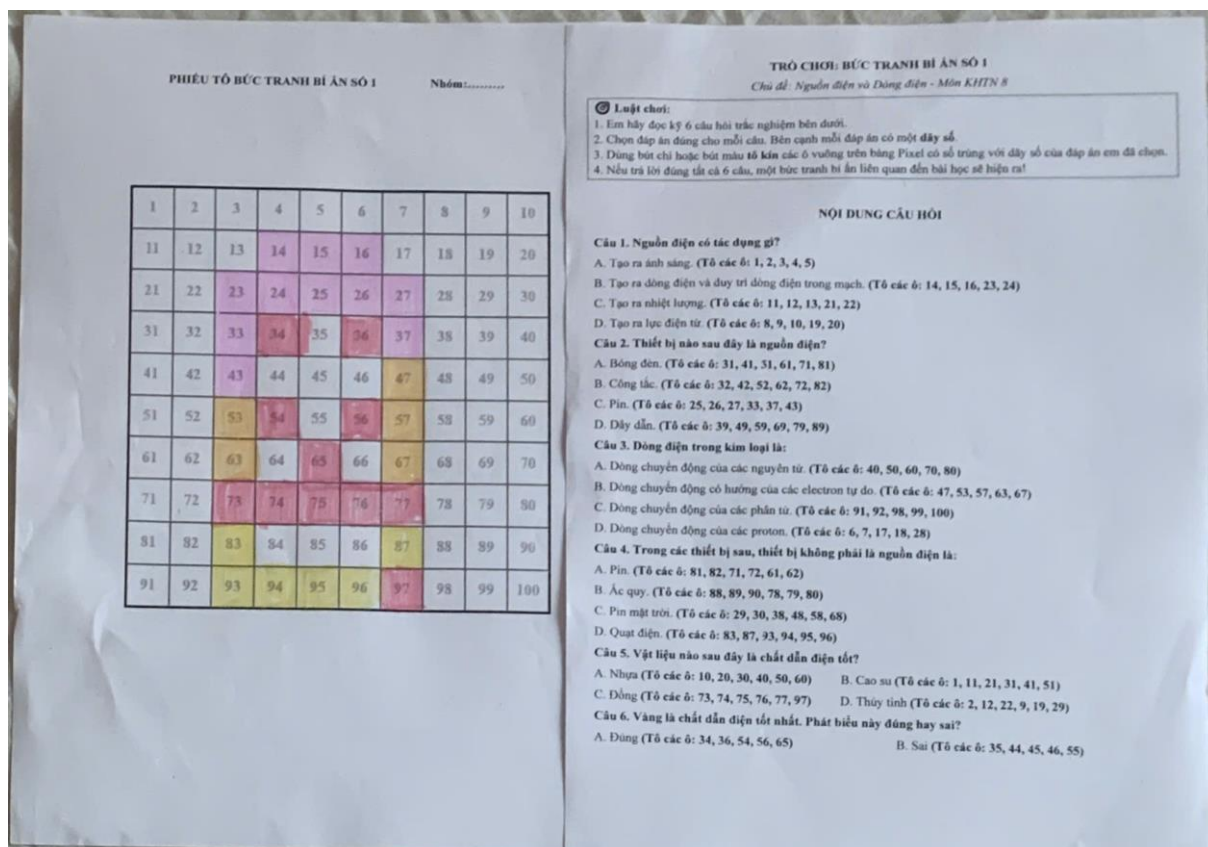 PHIẾU TÔ BỨC TRANH BÍ ẨN SỐ 1 Nhóm:.........
1 2 3 4 5 6 7 8 9 10
11 12 13 14 15 16 17 18 19 20
21 22 23 24 25 26 27 28 29 30
31 32 33 34 35 36 37 38 39 40
41 42 43 44 45 46 47 48 49 50
51 52 53 54 55 56 57 58 59 60
61 62 63 64 65 66 67 68 69 70
71 72 73 74 75 76 77 78 79 80
81 82 83 84 85 86 87 88 89 90
91 92 93 94 95 96 97 98 99 100
TRÒ CHƠI: BỨC TRANH BÍ ẨN SỐ 1
Chủ đề: Nguồn điện và Dòng điện - Môn KHTN 8
Luật chơi:
1. Em hãy đọc kỹ 6 câu hỏi trắc nghiệm bên dưới.
2. Chọn đáp án đúng cho mỗi câu. Bên cạnh mỗi đáp án có một dãy số.
3. Dùng bút chì hoặc bút màu tô kín các ô vuông trên bảng Pixel có số trùng với dãy số của đáp án em đã chọn.
4. Nếu trả lời đúng tất cả 6 câu, một bức tranh bí ẩn liên quan đến bài học sẽ hiện ra!
NỘI DUNG CÂU HỎI
Câu 1. Nguồn điện có tác dụng gì?
A. Tạo ra ánh sáng. (Tô các ô: 1, 2, 3, 4, 5)
B. Tạo ra dòng điện và duy trì dòng điện trong mạch. (Tô các ô: 14, 15, 16, 23, 24)
C. Tạo ra nhiệt lượng. (Tô các ô: 11, 12, 13, 21, 22)
D. Tạo ra lực điện từ. (Tô các ô: 8, 9, 10, 19, 20)
Câu 2. Thiết bị nào sau đây là nguồn điện?
A. Bóng đèn. (Tô các ô: 31, 41, 51, 61, 71, 81)
B. Công tắc. (Tô các ô: 32, 42, 52, 62, 72, 82)
C. Pin. (Tô các ô: 25, 26, 27, 33, 37, 43)
D. Dây dẫn. (Tô các ô: 39, 49, 59, 69, 79, 89)
Câu 3. Dòng điện trong kim loại là:
A. Dòng chuyển động của các nguyên tử. (Tô các ô: 40, 50, 60, 70, 80)
B. Dòng chuyển động có hướng của các electron tự do. (Tô các ô: 47, 53, 57, 63, 67)
C. Dòng chuyển động của các phân tử. (Tô các ô: 91, 92, 98, 99, 100)
D. Dòng chuyển động của các proton. (Tô các ô: 6, 7, 17, 18, 28)
Câu 4. Trong các thiết bị sau, thiết bị không phải là nguồn điện là:
A. Pin. (Tô các ô: 81, 82, 71, 72, 61, 62)
B. Ắc quy. (Tô các ô: 88, 89, 90, 78, 79, 80)
C. Pin mặt trời. (Tô các ô: 29, 30, 38, 48, 58, 68)
D. Quạt điện. (Tô các ô: 83, 87, 93, 94, 95, 96)
Câu 5. Vật liệu nào sau đây là chất dẫn điện tốt?
A. Nhựa (Tô các ô: 10, 20, 30, 40, 50, 60) B. Cao su (Tô các ô: 1, 11, 21, 31, 41, 51)
C. Đồng (Tô các ô: 73, 74, 75, 76, 77, 97) D. Thủy tinh (Tô các ô: 2, 12, 22, 9, 19, 29)
Câu 6. Vàng là chất dẫn điện tốt nhất. Phát biểu này đúng hay sai?
A. Đúng (Tô các ô: 34, 36, 54, 56, 65) B. Sai (Tô các ô: 35, 44, 45, 46, 55)